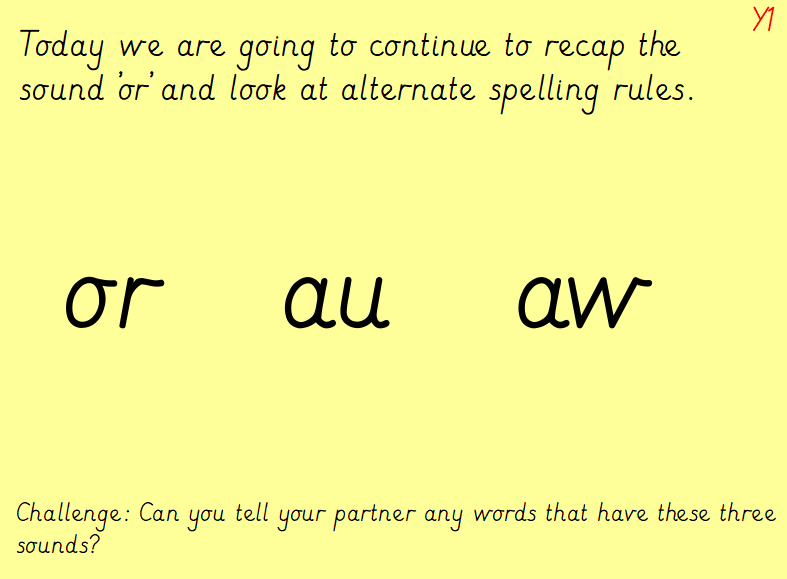 Y1
Today we are going to continue to recap the
sound 'or' and look at alternate spelling rules.
or au aw
Challenge: Can you tell your partner any words that have these three
sounds?